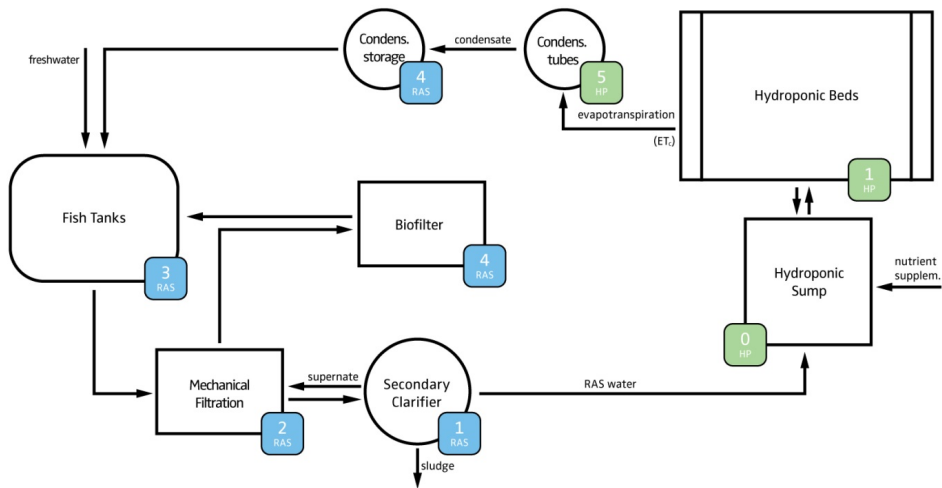 freshwater
Condens.
storage
4
RAS
condensate
Condens.
tubes
5
HP
evapotranspiration
(ETc)
Hydroponic Beds
1
HP
Fish Tanks
3
RAS
Biofilter
4
RAS
Hydroponic
Sump
0
HP
nutrient
supplem.
Mechanical
Filtration
2
RAS
supernate
Secondary
Clarifier
1
RAS
RAS water
sludge